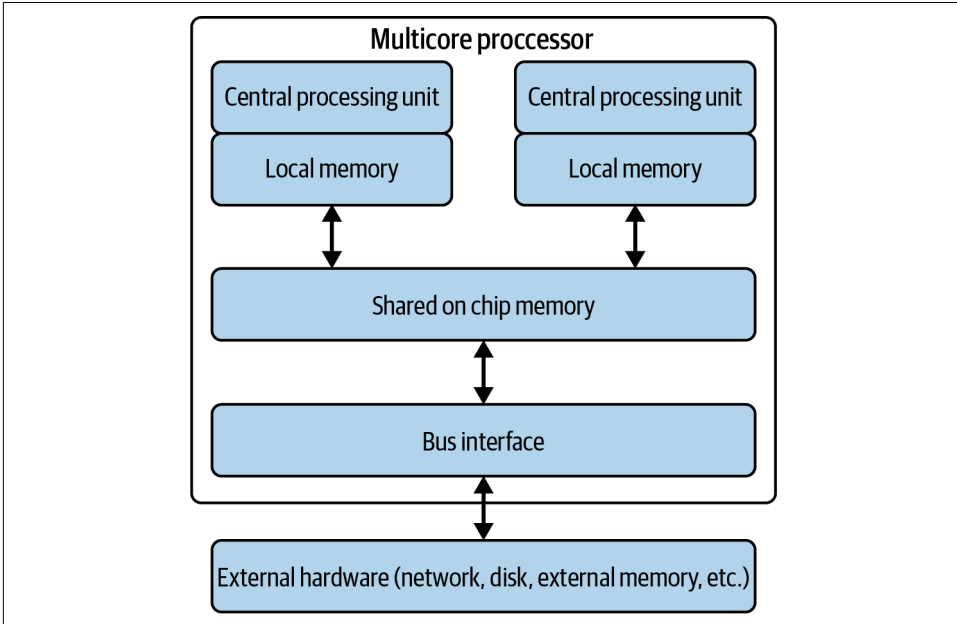 Multicore proccessor
Central processing unit
Central processing unit
Local memory
Local memory
Shared on chip memory
Bus interface
External hardware (network, disk, external memory, etc.)